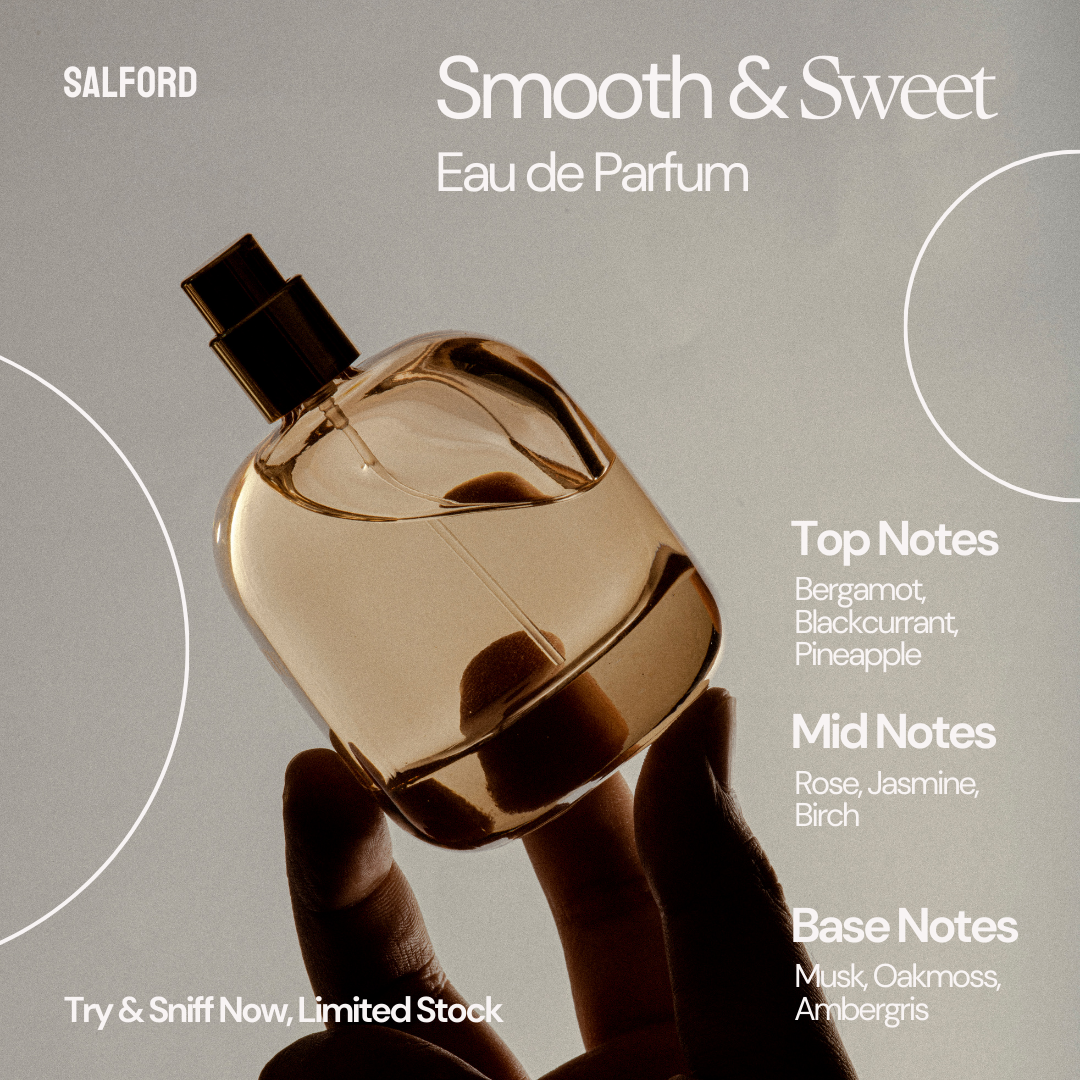 SALFORD
Smooth & Sweet
Eau de Parfum
Top Notes
Bergamot,
Blackcurrant,
Pineapple
Mid Notes
Rose, Jasmine,
Birch
Base Notes
Musk, Oakmoss,
Ambergris
Try & Sniff Now, Limited Stock